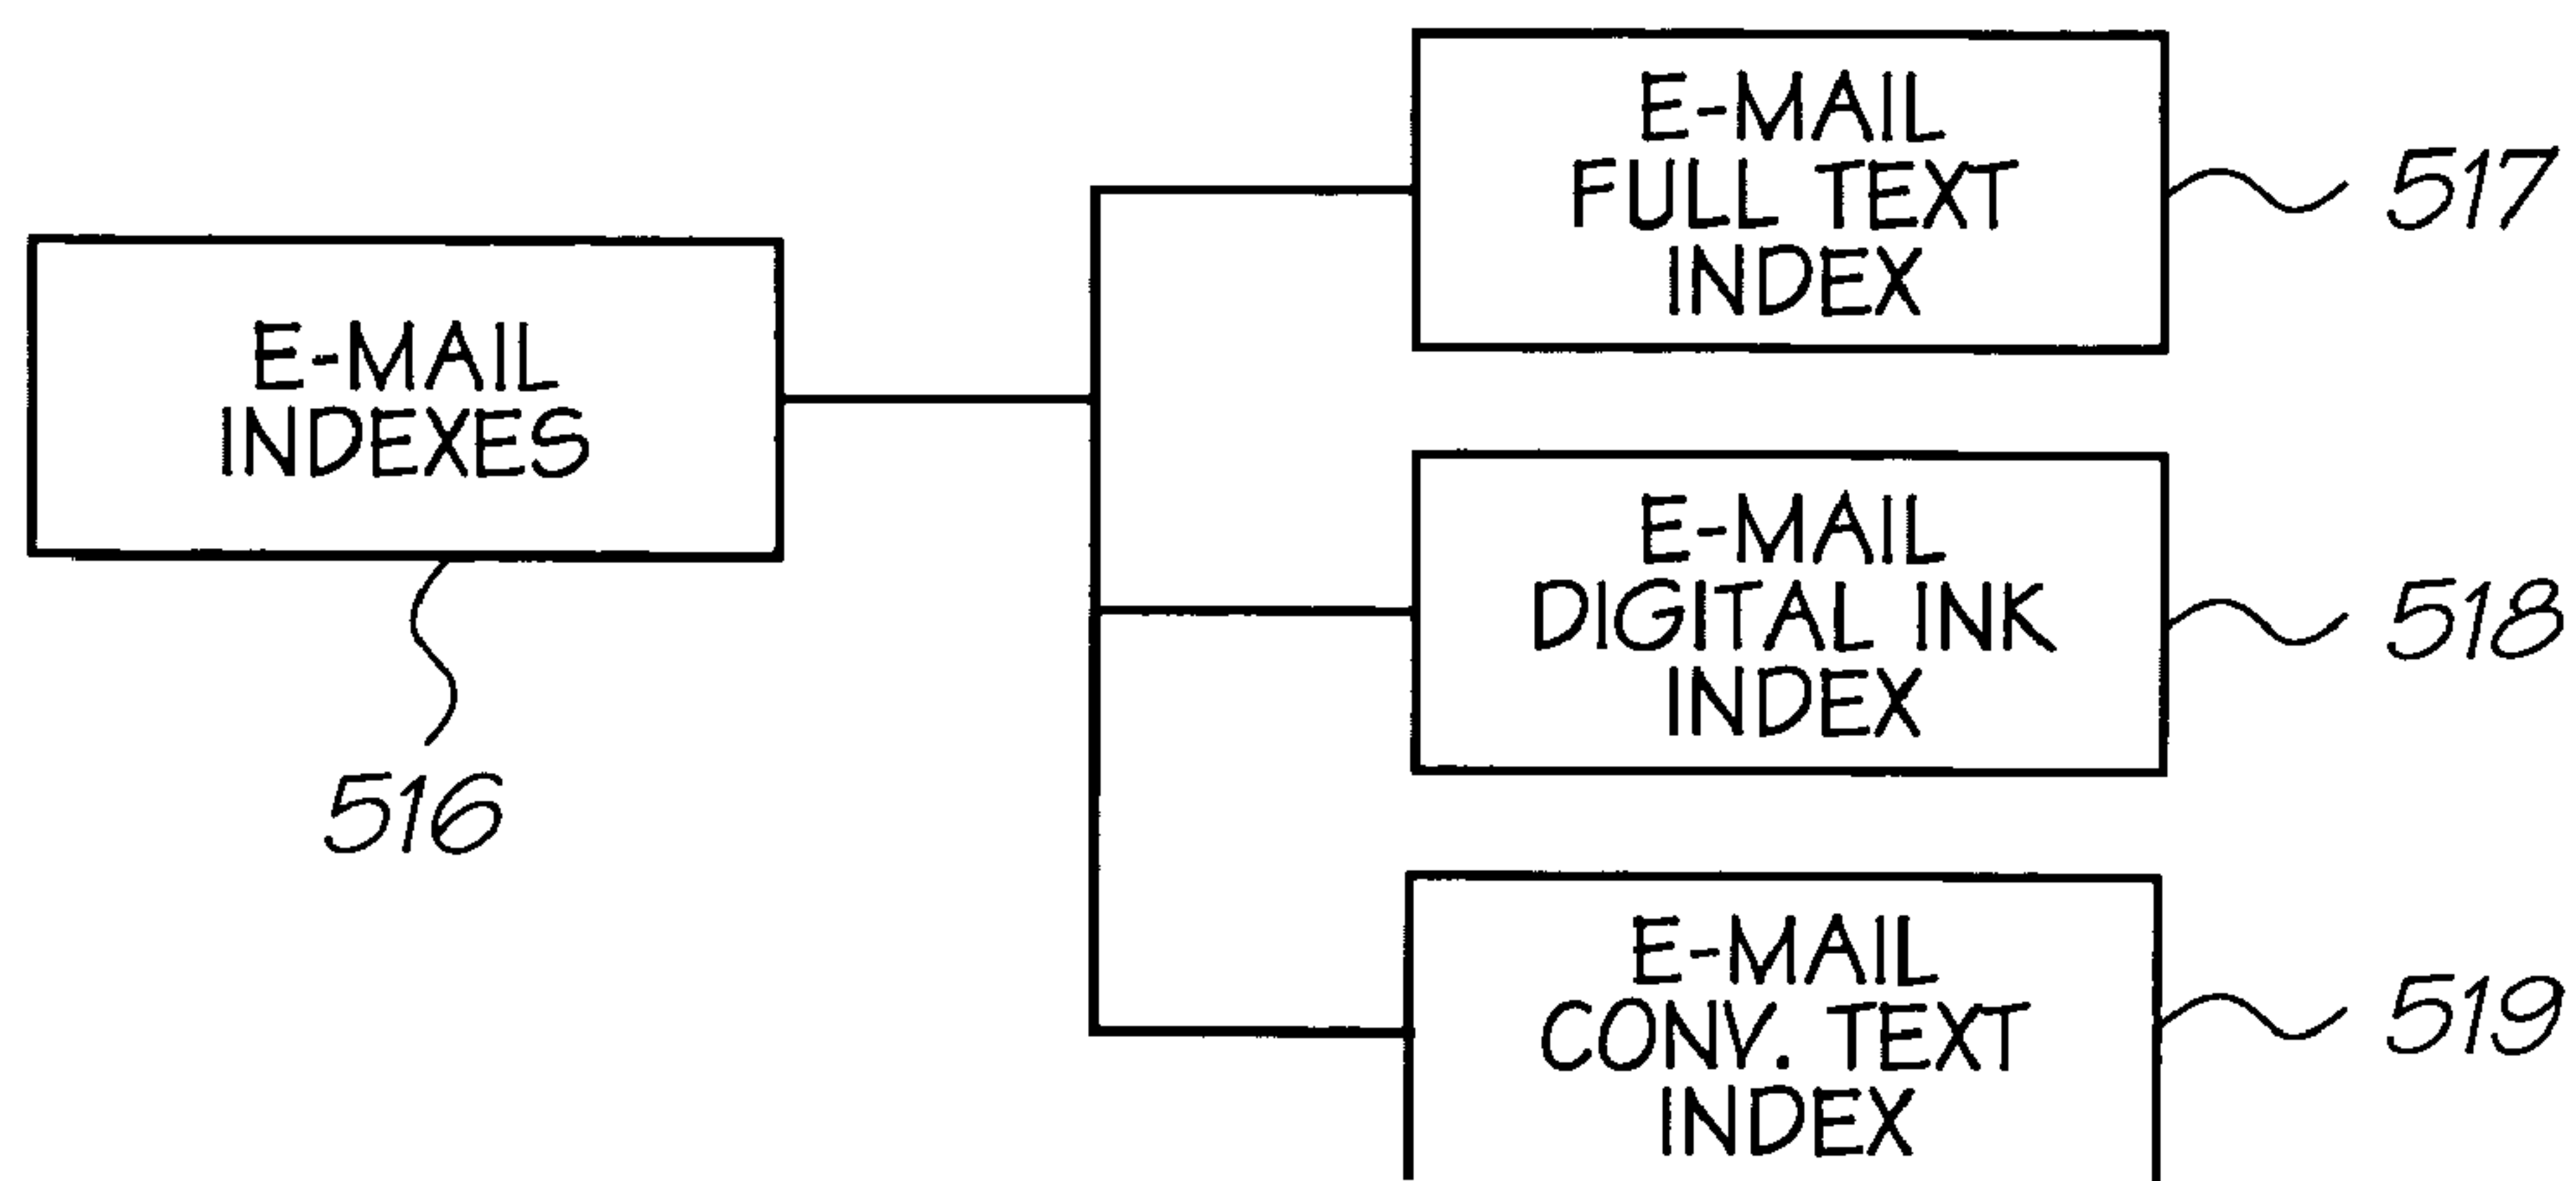 E-MAIL
INDEXES
516
E-MAIL
FULL TEXT
INDEX
517
E-MAIL
DIGITAL INK
INDEX
518
E-MAIL
CONV. TEXT
INDEX
519